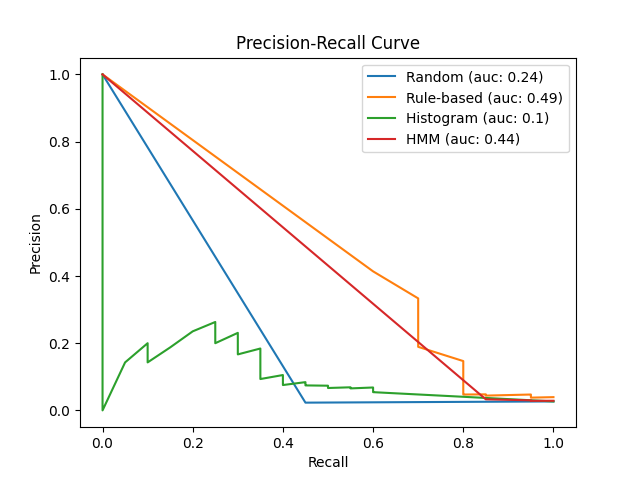 Precision-Recall Curve
Random (auc: 0.24)
Rule-based (auc: 0.49)
Histogram (auc: 0.1)
HMM (auc: 0.44)
Precision
1.0
0.8
0.6
0.4
0.2
0.0
0.0 0.2 0.4 0.6 0.8 1.0
Recall